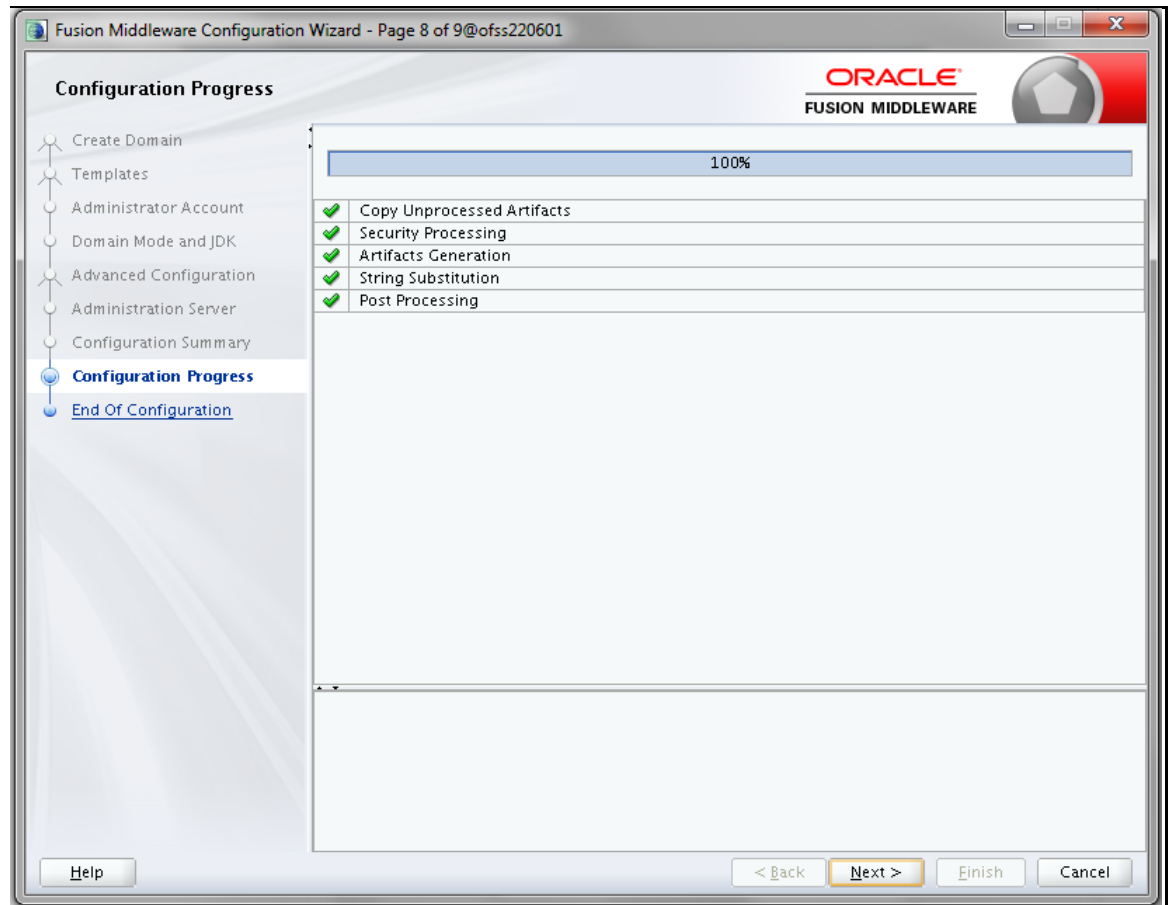 Fusion Middleware Configuration Wizard - Page 8 of 9@ofss220601
Configuration Progress
ORACLE
FUSION MIDDLEWARE
Create Domain
Templates
Administrator Account
Domain Mode and JDK
Advanced Configuration
Administration Server
Configuration Summary
Configuration Progress
End Of Configuration
100%
Copy Unprocessed Artifacts
Security Processing
Artifacts Generation
String Substitution
Post Processing
Help
< Back
Next >
Finish
Cancel